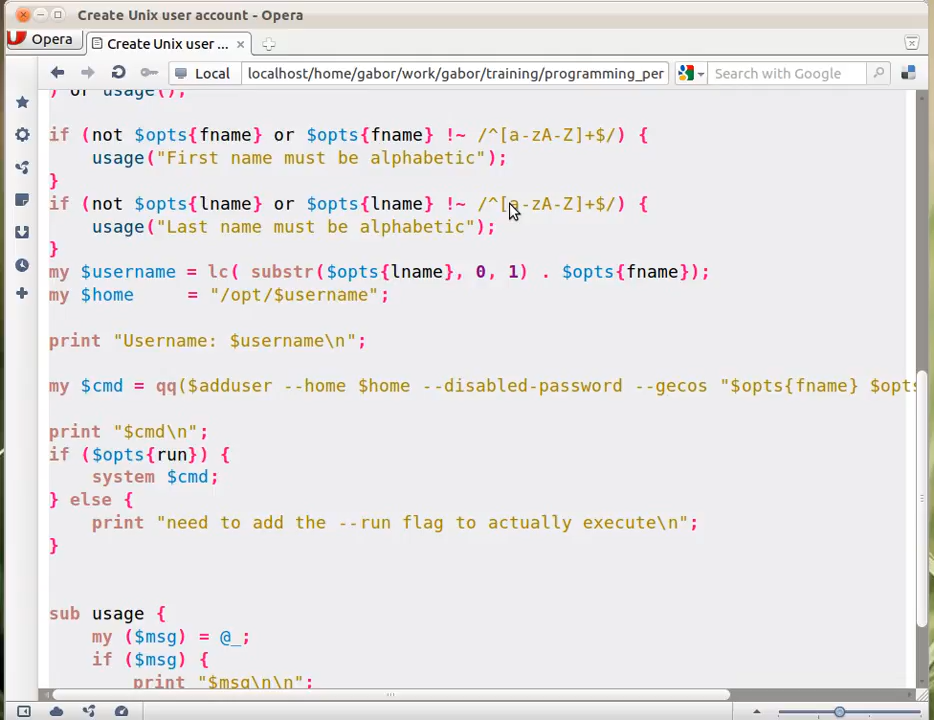 Create Unix user account - Opera
Opera
Create Unix user ...
Local
localhost/home/gabor/work/gabor/training/programming_per
Search with Google
) or usage();
if (not $opts{fname} or $opts{fname} !~ /^[a-zA-Z]+$/) {
usage("First name must be alphabetic");
}
if (not $opts{lname} or $opts{lname} !~ /^[a-zA-Z]+$/) {
usage("Last name must be alphabetic");
}
my $username = lc( substr($opts{lname}, 0, 1) . $opts{fname});
my $home     = "/opt/$username";
print "Username: $username\n";
my $cmd = qq($adduser --home $home --disabled-password --gecos "$opts{fname} $opts
print "$cmd\n";
if ($opts{run}) {
system $cmd;
} else {
print "need to add the --run flag to actually execute\n";
}
sub usage {
my ($msg) = @_;
if ($msg) {
print "$msg\n\n";